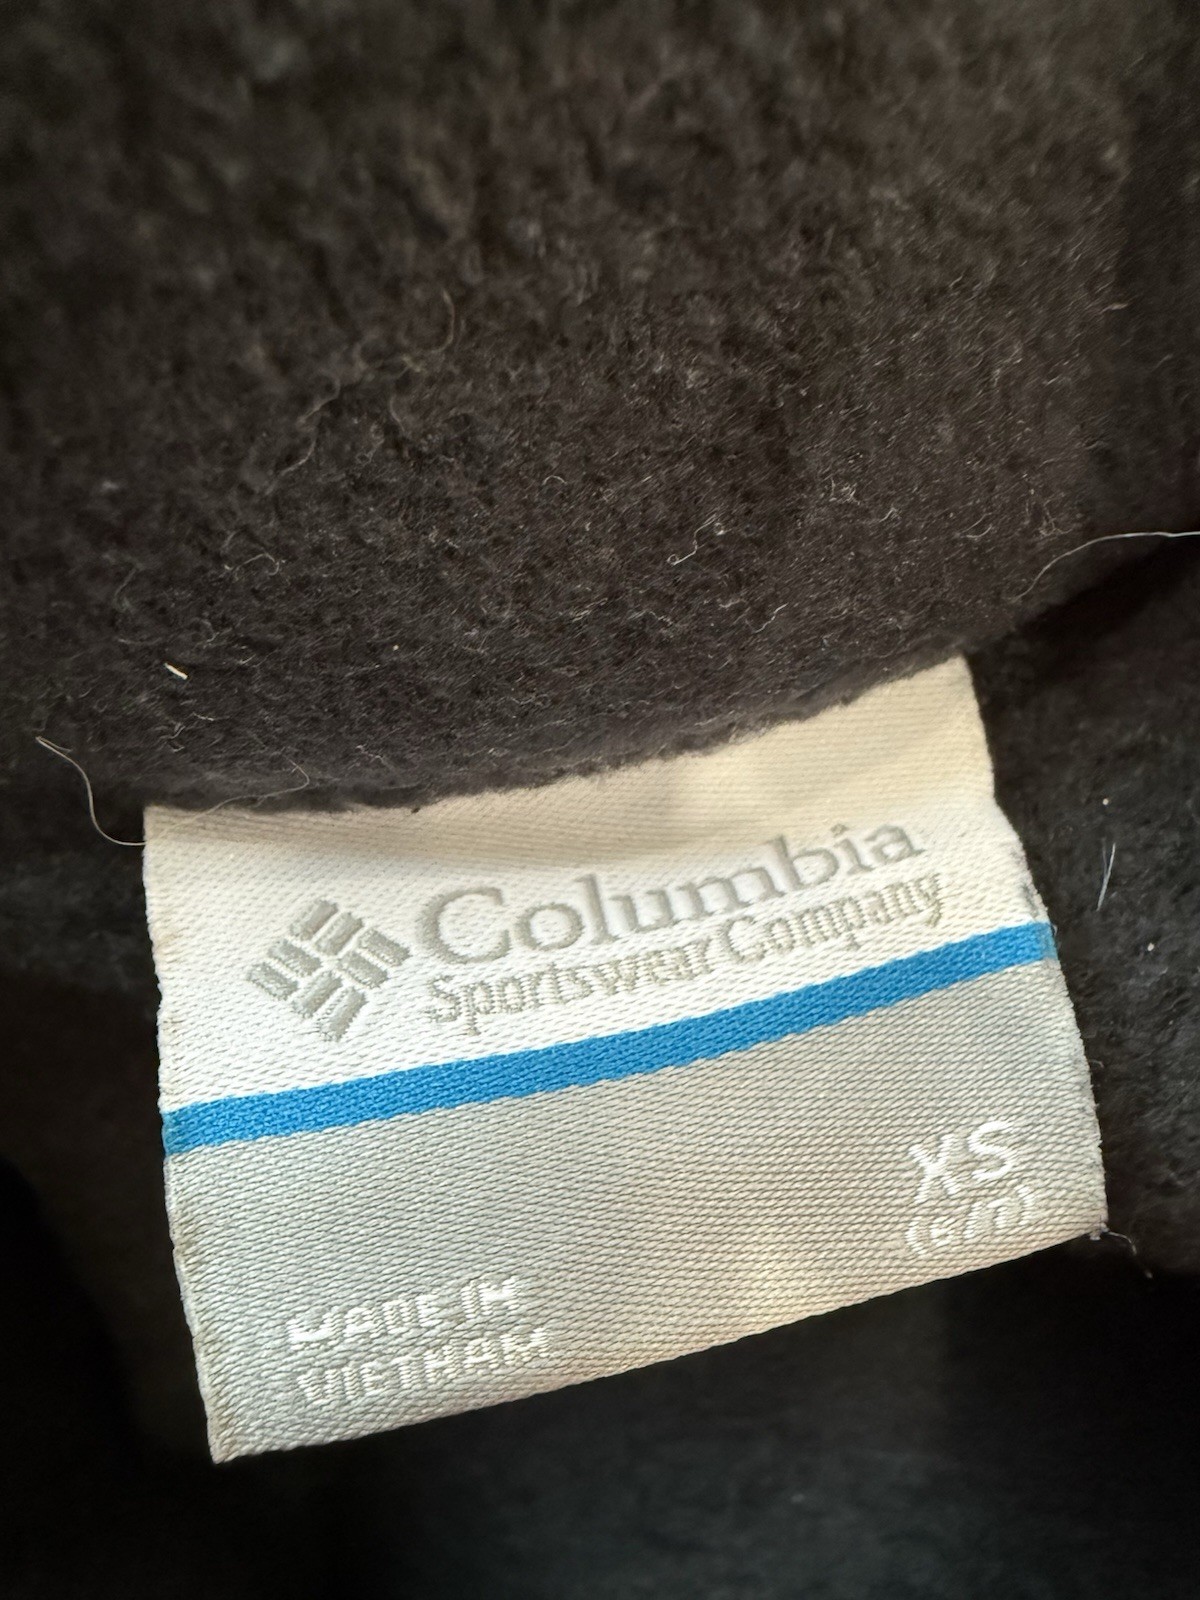 Columbia
Sportswear Company
XS
MADE IN
VIETNAM